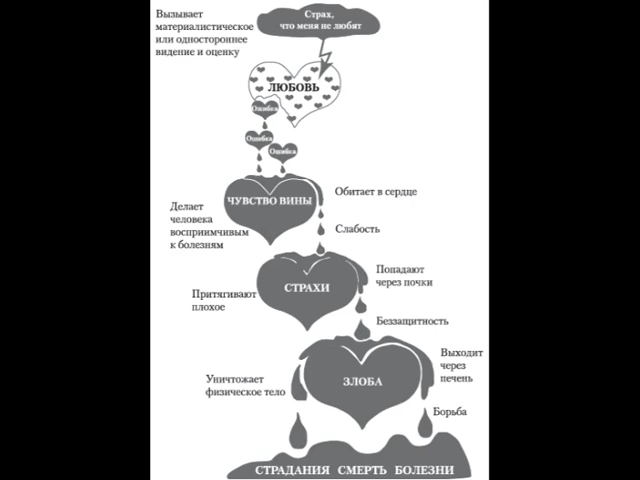 Вызывает
материалистическое
или одностороннее
видение и оценку
Страх,
что меня не любят
ЛЮБОВЬ
Ошибка
Ошибка
Ошибка
ЧУВСТВО ВИНЫ
Обитает в сердце
Делает
человека
восприимчивым
к болезням
Слабость
СТРАХИ
Попадают
через почки
Притягивают
плохое
Беззащитность
ЗЛОБА
Выходит
через
печень
Уничтожает
физическое тело
Борьба
СТРАДАНИЯ СМЕРТЬ БОЛЕЗНИ